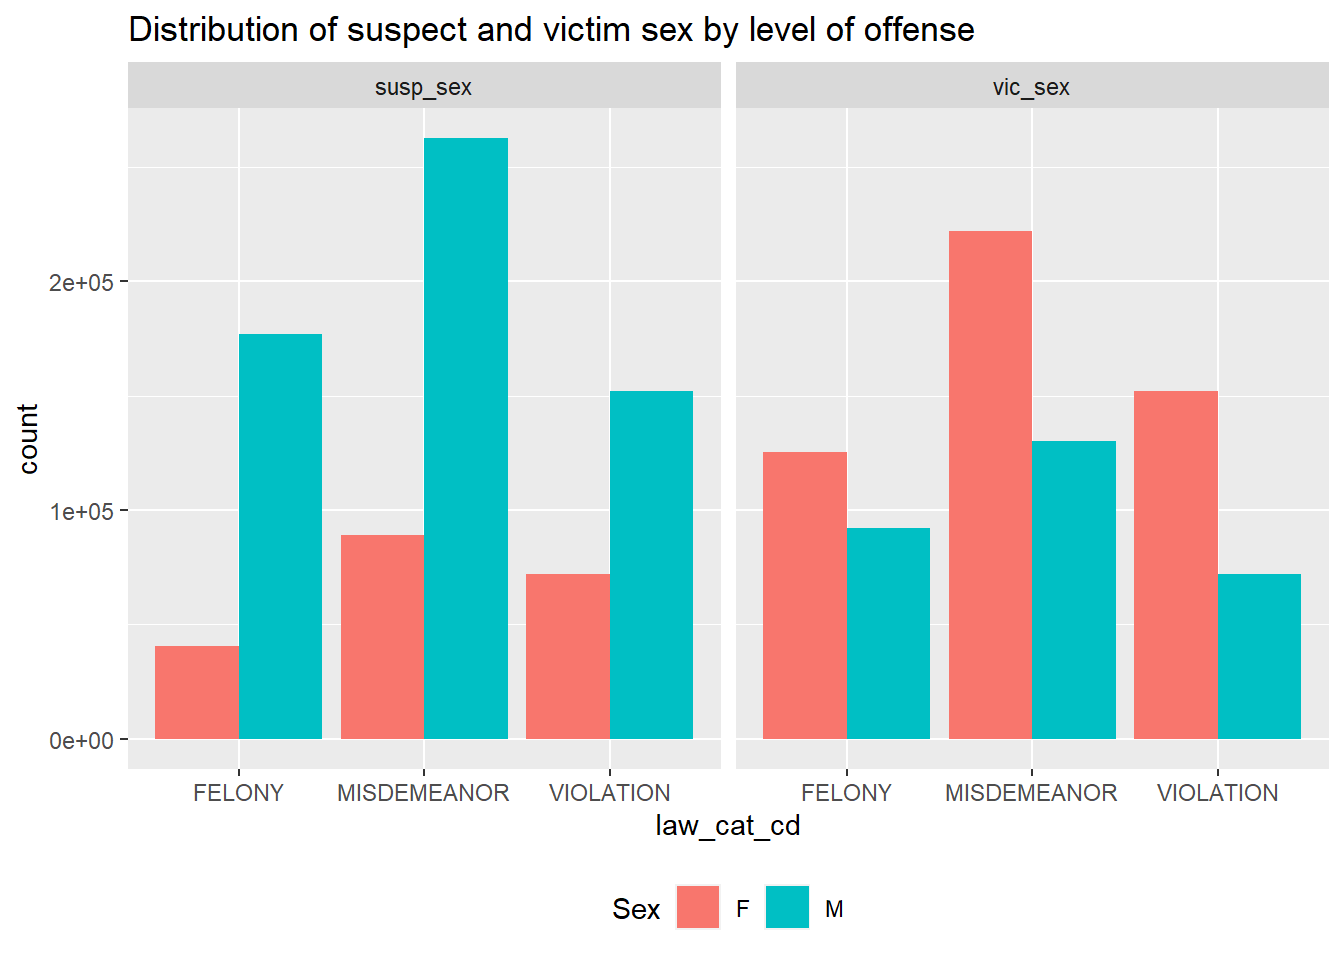 Distribution of suspect and victim sex by level of offense
susp_sex
vic_sex
count
2e+05
1e+05
0e+00
FELONY MISDEMEANOR VIOLATION
FELONY MISDEMEANOR VIOLATION
law_cat_cd
Sex F M